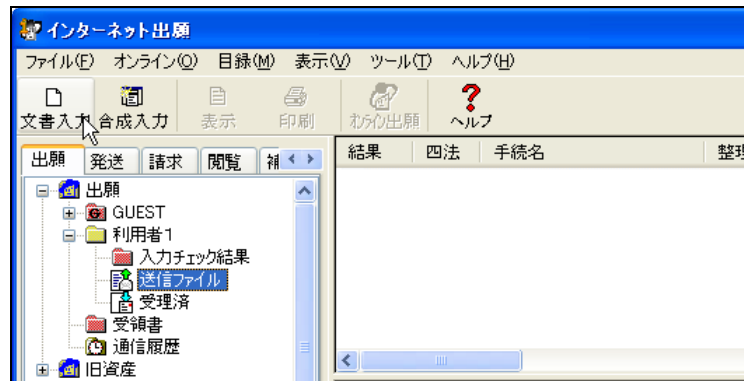 インターネット出願
ファイル(F) オンライン(O) 目録(M) 表示(V) ツール(T) ヘルプ(H)
文書入力 合成入力 表示 印刷 オンライン出願 ヘルプ
出願 発送 請求 閲覧 補
結果 四法 手続名 整理
出願
GUEST
利用者1
入力チェック結果
送信ファイル
受理済
受領書
通信履歴
旧資産